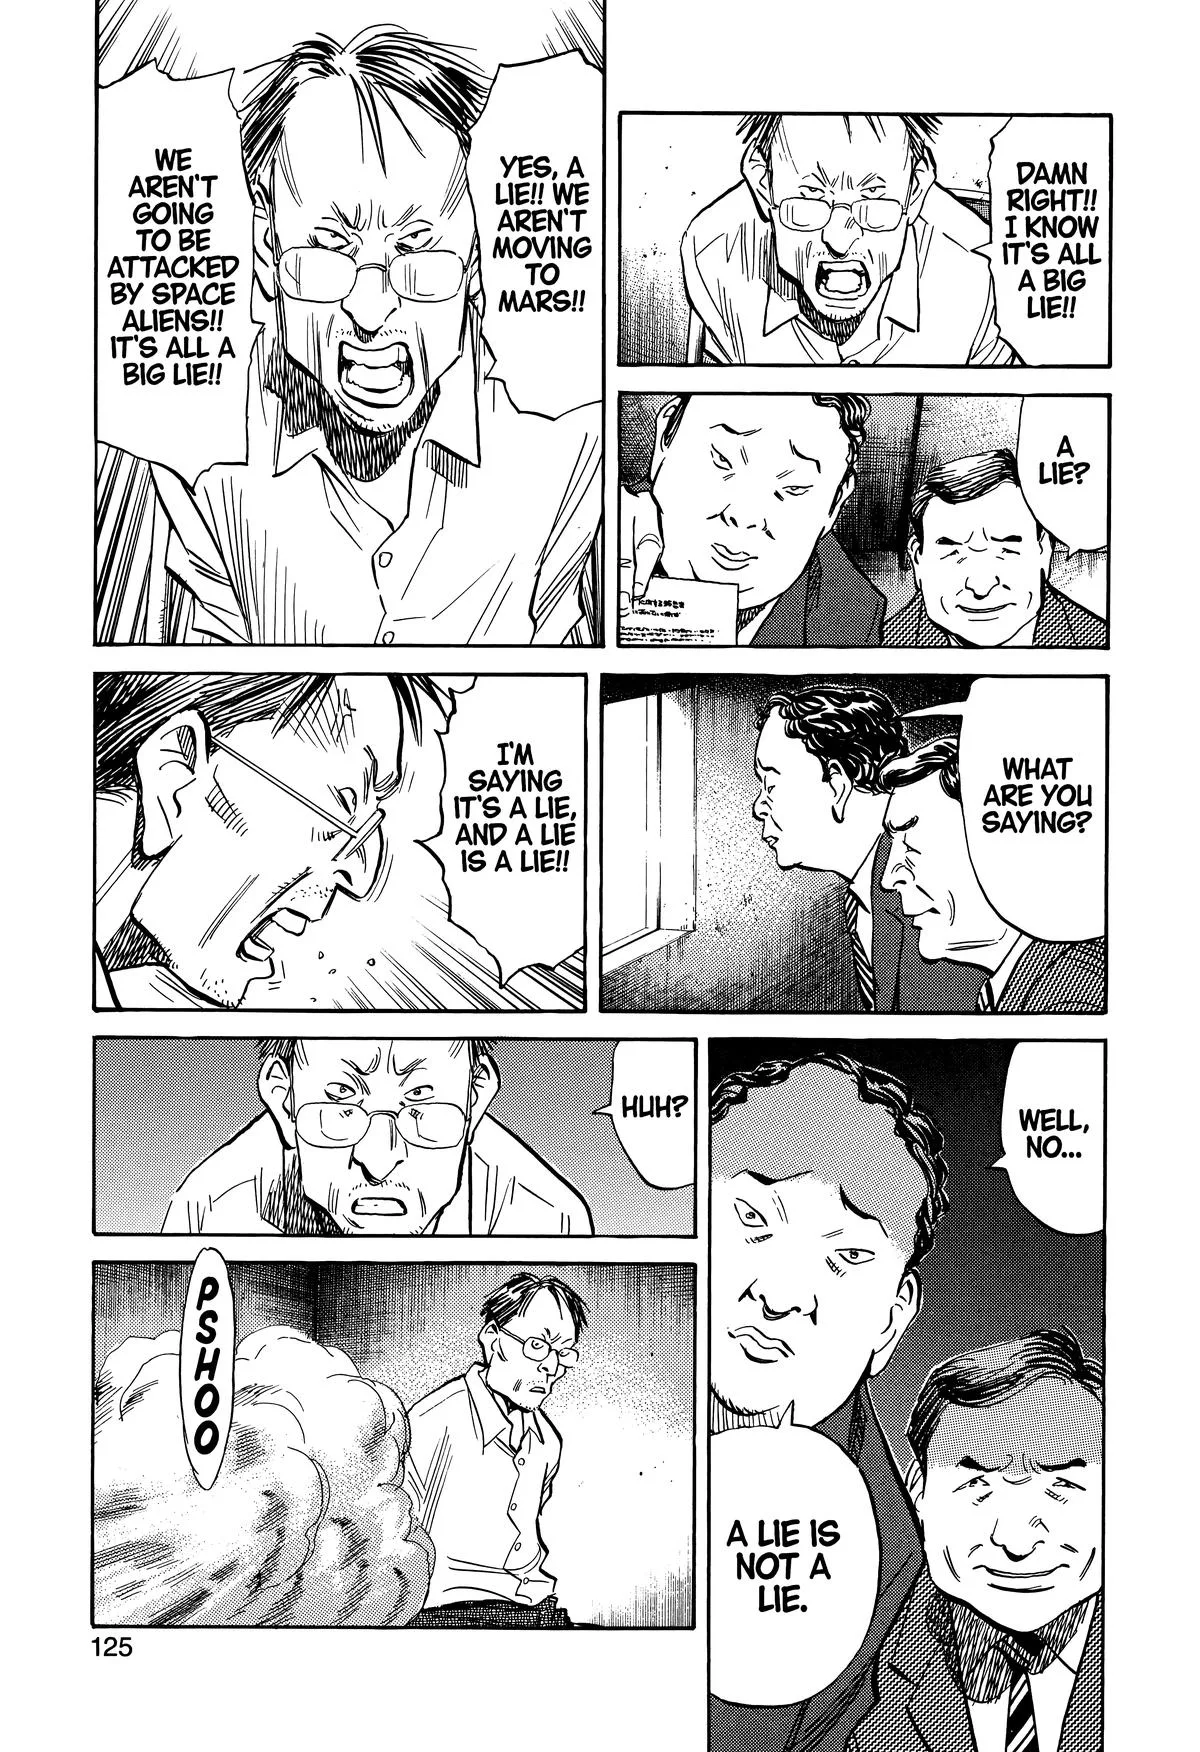 DAMN
RIGHT!!
I KNOW
IT'S ALL
A BIG
LIE!!
YES, A
LIE!! WE
AREN'T
MOVING
TO
MARS!!
WE
AREN'T
GOING
TO BE
ATTACKED
BY SPACE
ALIENS!!
IT'S ALL A
BIG LIE!!
A
LIE?
WHAT
ARE YOU
SAYING?
I'M
SAYING
IT'S A LIE,
AND A LIE
IS A LIE!!
WELL,
NO...
A LIE IS
NOT A
LIE.
HUH?
PSHOO
125